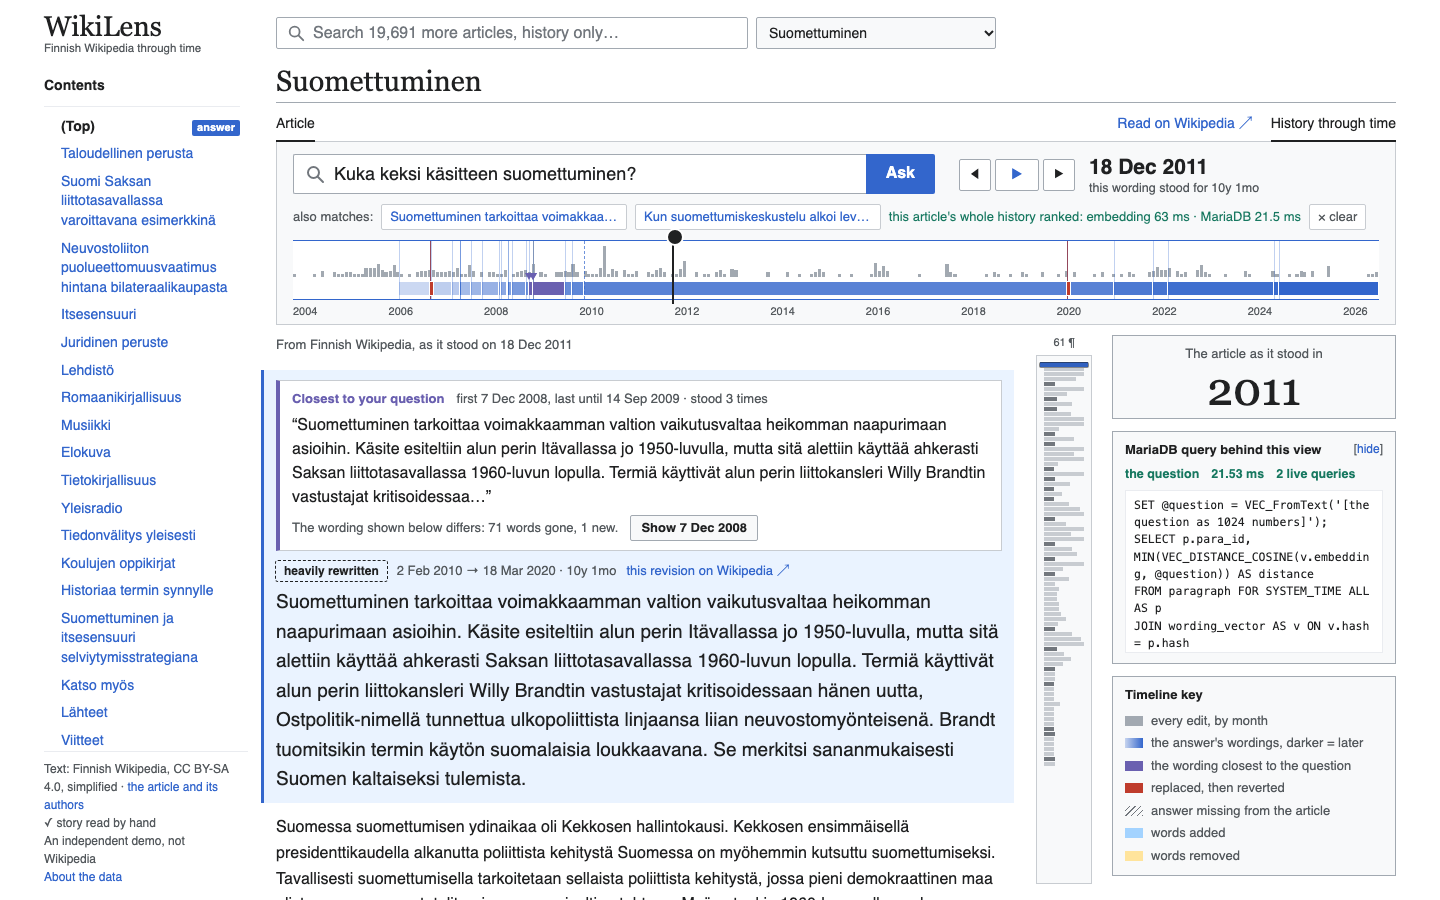 WikiLens
Finnish Wikipedia through time
Search 19,691 more articles, history only…
Suomettuminen
Contents
(Top)
answer
Taloudellinen perusta
Suomi Saksan
liittotasavallassa
varoittavana esimerkkinä
Neuvostoliiton
puolueettomuusvaatimus
hintana bilateraalikaupasta
Itsesensuuri
Juridinen peruste
Lehdistö
Romaanikirjallisuus
Musiikki
Elokuva
Tietokirjallisuus
Yleisradio
Tiedonvälitys yleisesti
Koulujen oppikirjat
Historiaa termin synnylle
Suomettuminen ja
itsesensuuri
selviytymisstrategiana
Katso myös
Lähteet
Viitteet
Text: Finnish Wikipedia, CC BY-SA
4.0, simplified · the article and its
authors
✓ story read by hand
An independent demo, not
Wikipedia
About the data
Suomettuminen
Article
Read on Wikipedia ↗
History through time
Kuka keksi käsitteen suomettuminen?
Ask
◀
▶
▶
18 Dec 2011
this wording stood for 10y 1mo
also matches:
Suomettuminen tarkoittaa voimakkaa…
Kun suomettumiskeskustelu alkoi lev…
this article's whole history ranked: embedding 63 ms · MariaDB 21.5 ms
× clear
2004
2006
2008
2010
2012
2014
2016
2018
2020
2022
2024
2026
From Finnish Wikipedia, as it stood on 18 Dec 2011
Closest to your question first 7 Dec 2008, last until 14 Sep 2009 · stood 3 times
“Suomettuminen tarkoittaa voimakkaamman valtion vaikutusvaltaa heikomman naapurimaan
asioihin. Käsite esiteltiin alun perin Itävallassa jo 1950-luvulla, mutta sitä alettiin käyttää ahkerasti
Saksan liittotasavallassa 1960-luvun lopulla. Termiä käyttivät alun perin liittokansleri Willy Brandtin
vastustajat kritisoidessaa…”
The wording shown below differs: 71 words gone, 1 new.
Show 7 Dec 2008
heavily rewritten
2 Feb 2010 → 18 Mar 2020 · 10y 1mo
this revision on Wikipedia ↗
Suomettuminen tarkoittaa voimakkaamman valtion vaikutusvaltaa heikomman
naapurimaan asioihin. Käsite esiteltiin alun perin Itävallassa jo 1950-luvulla, mutta sitä
alettiin käyttää ahkerasti Saksan liittotasavallassa 1960-luvun lopulla. Termiä käyttivät
alun perin liittokansleri Willy Brandtin vastustajat kritisoidessaan hänen uutta,
Ostpolitik-nimellä tunnettua ulkopoliittista linjaansa liian neuvostomyönteisenä. Brandt
tuomitsikin termin käytön suomalaisia loukkaavana. Se merkitsi sananmukaisesti
Suomen kaltaiseksi tulemista.
Suomessa suomettumisen ydinaikaa oli Kekkosen hallintokausi. Kekkosen ensimmäisellä
presidenttikaudella alkanutta poliittista kehitystä Suomessa on myöhemmin kutsuttu suomettumiseksi.
Tavallisesti suomettumisella tarkoitetaan sellaista poliittista kehitystä, jossa pieni demokraattinen maa
61 ¶
The article as it stood in
2011
MariaDB query behind this view
[hide]
the question 21.53 ms 2 live queries
SET @question = VEC_FromText('[the
question as 1024 numbers]');
SELECT p.para_id,
MIN(VEC_DISTANCE_COSINE(v.embeddin
g, @question)) AS distance
FROM paragraph FOR SYSTEM_TIME ALL
AS p
JOIN wording_vector AS v ON v.hash
= p.hash
Timeline key
every edit, by month
the answer's wordings, darker = later
the wording closest to the question
replaced, then reverted
answer missing from the article
words added
words removed